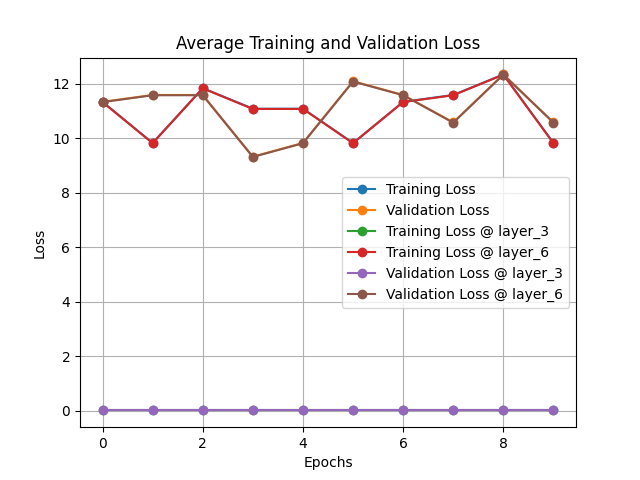 Average Training and Validation Loss
Loss
12
10
8
6
4
2
0
Training Loss
Validation Loss
Training Loss @ layer_3
Training Loss @ layer_6
Validation Loss @ layer_3
Validation Loss @ layer_6
0 2 4 6 8
Epochs